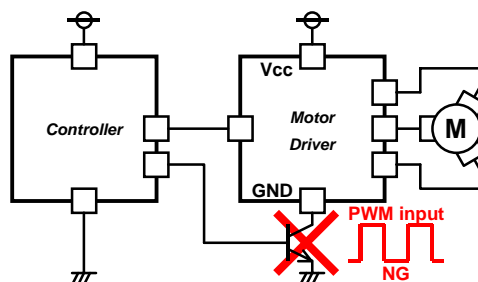 Vcc
Controller
Motor
Driver
M
GND
PWM input
NG